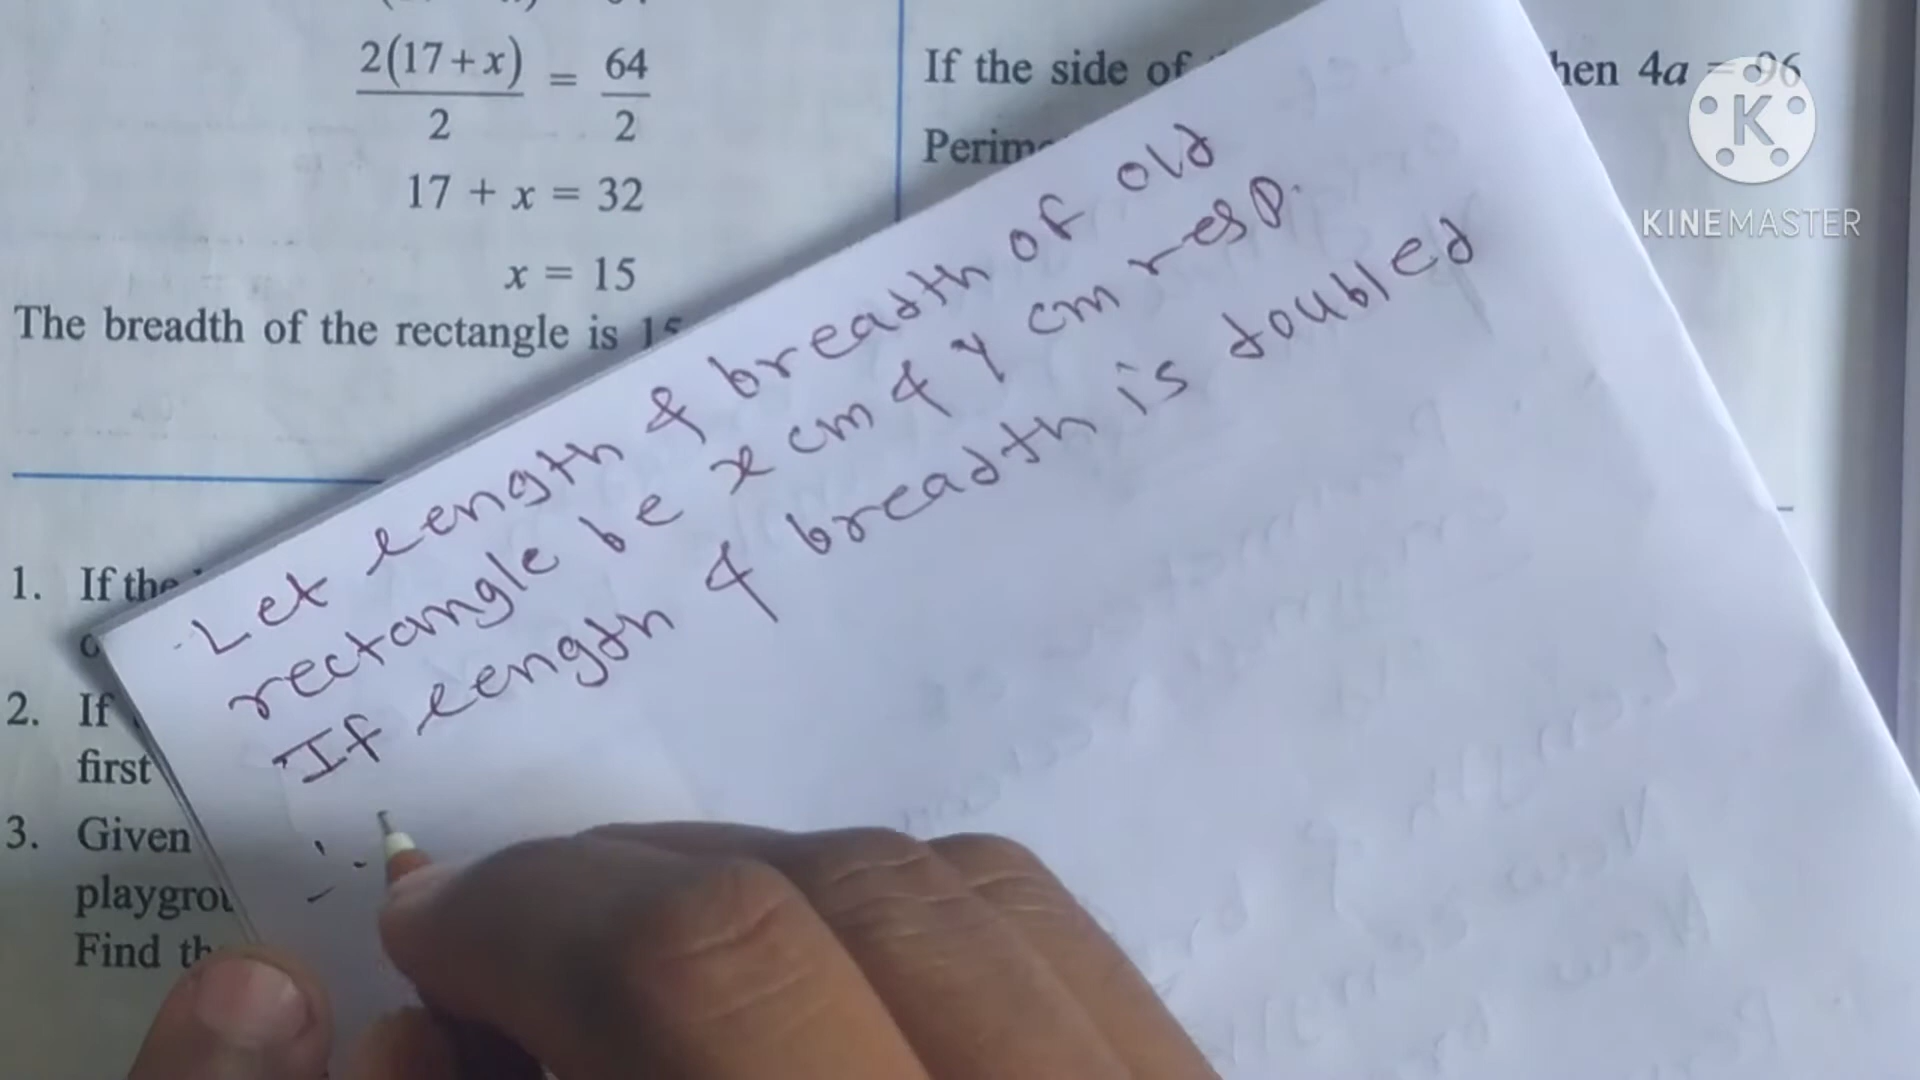 2(17+x)/2 = 64/2
17 + x = 32
x = 15
The breadth of the rectangle is 15
If the side of
hen 4a = 96
Perim
KINEMASTER
Let length & breadth of old
rectangle be x cm & y cm resp.
If length & breadth is doubled
1. If the
2. If
first
3. Given
playgrou
Find th